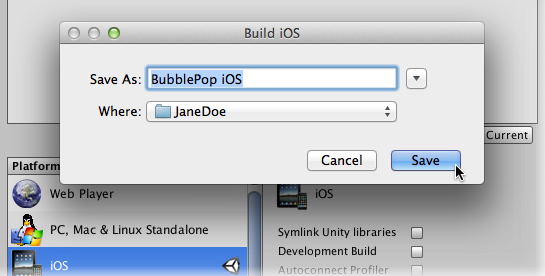 Build iOS
Save As: BubblePop iOS
Where: JaneDoe
Current
Cancel Save
Platform
Web Player
iOS
PC, Mac & Linux Standalone
Symlink Unity libraries
Development Build
iOS
Autoconnect Profiler